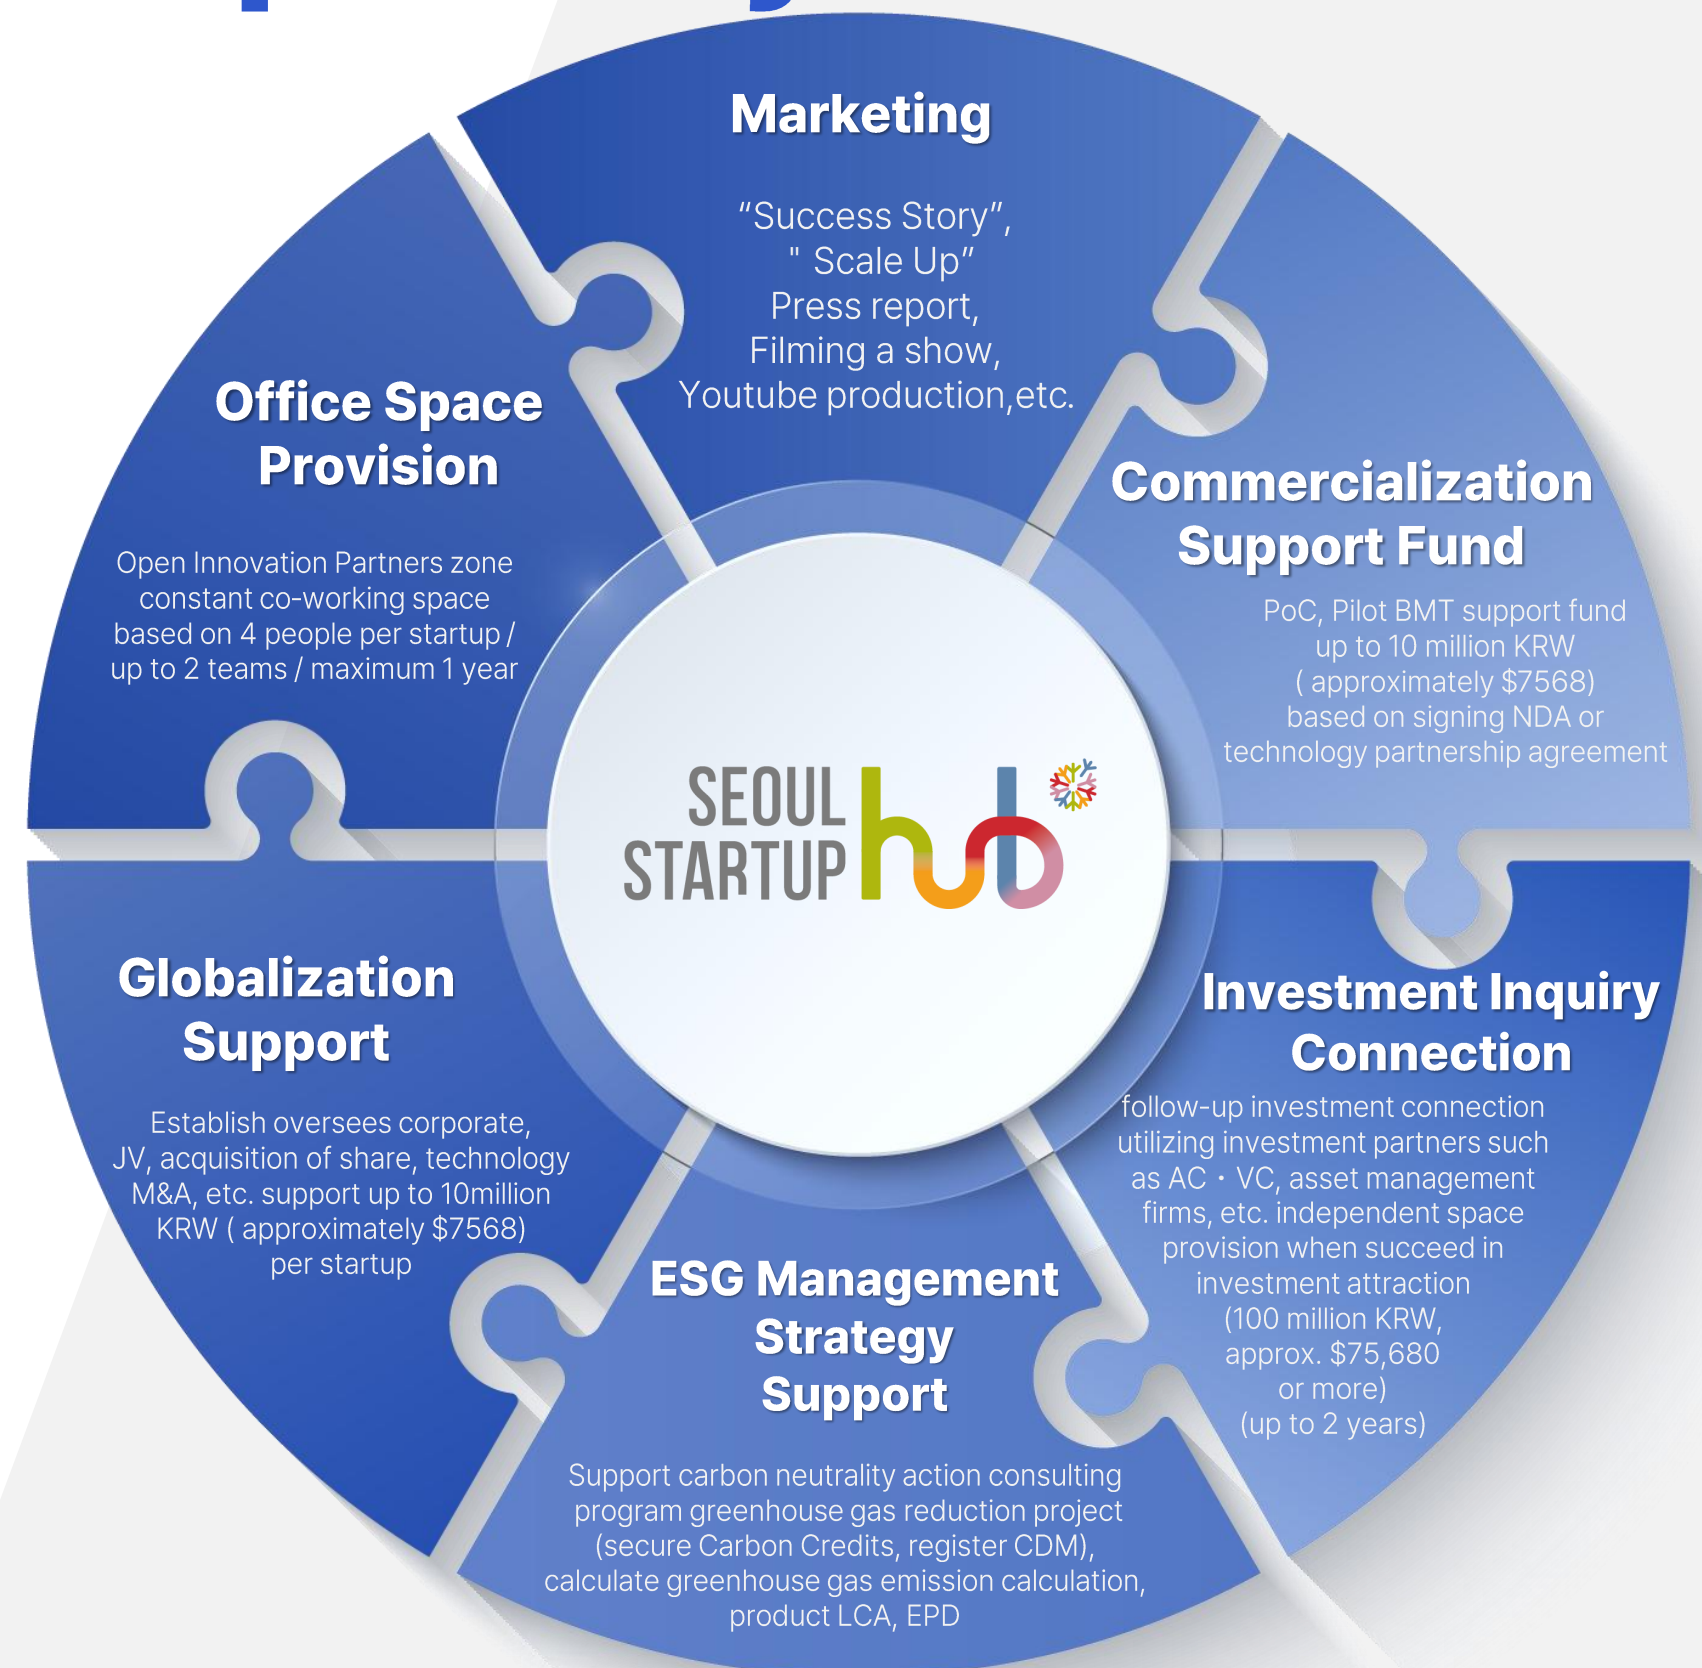 Marketing
“Success Story”,
" Scale Up”
Press report,
Filming a show,
Youtube production,etc.
Commercialization
Support Fund
PoC, Pilot BMT support fund
up to 10 million KRW
( approximately $7568)
based on signing NDA or
technology partnership agreement
Investment Inquiry
Connection
follow-up investment connection
utilizing investment partners such
as AC・VC, asset management
firms, etc. independent space
provision when succeed in
investment attraction
(100 million KRW,
approx. $75,680
or more)
(up to 2 years)
ESG Management
Strategy
Support
Support carbon neutrality action consulting
program greenhouse gas reduction project
(secure Carbon Credits, register CDM),
calculate greenhouse gas emission calculation,
product LCA, EPD
Globalization
Support
Establish oversees corporate,
JV, acquisition of share, technology
M&A, etc. support up to 10million
KRW ( approximately $7568)
per startup
Office Space
Provision
Open Innovation Partners zone
constant co-working space
based on 4 people per startup /
up to 2 teams / maximum 1 year
SEOUL
STARTUP hub